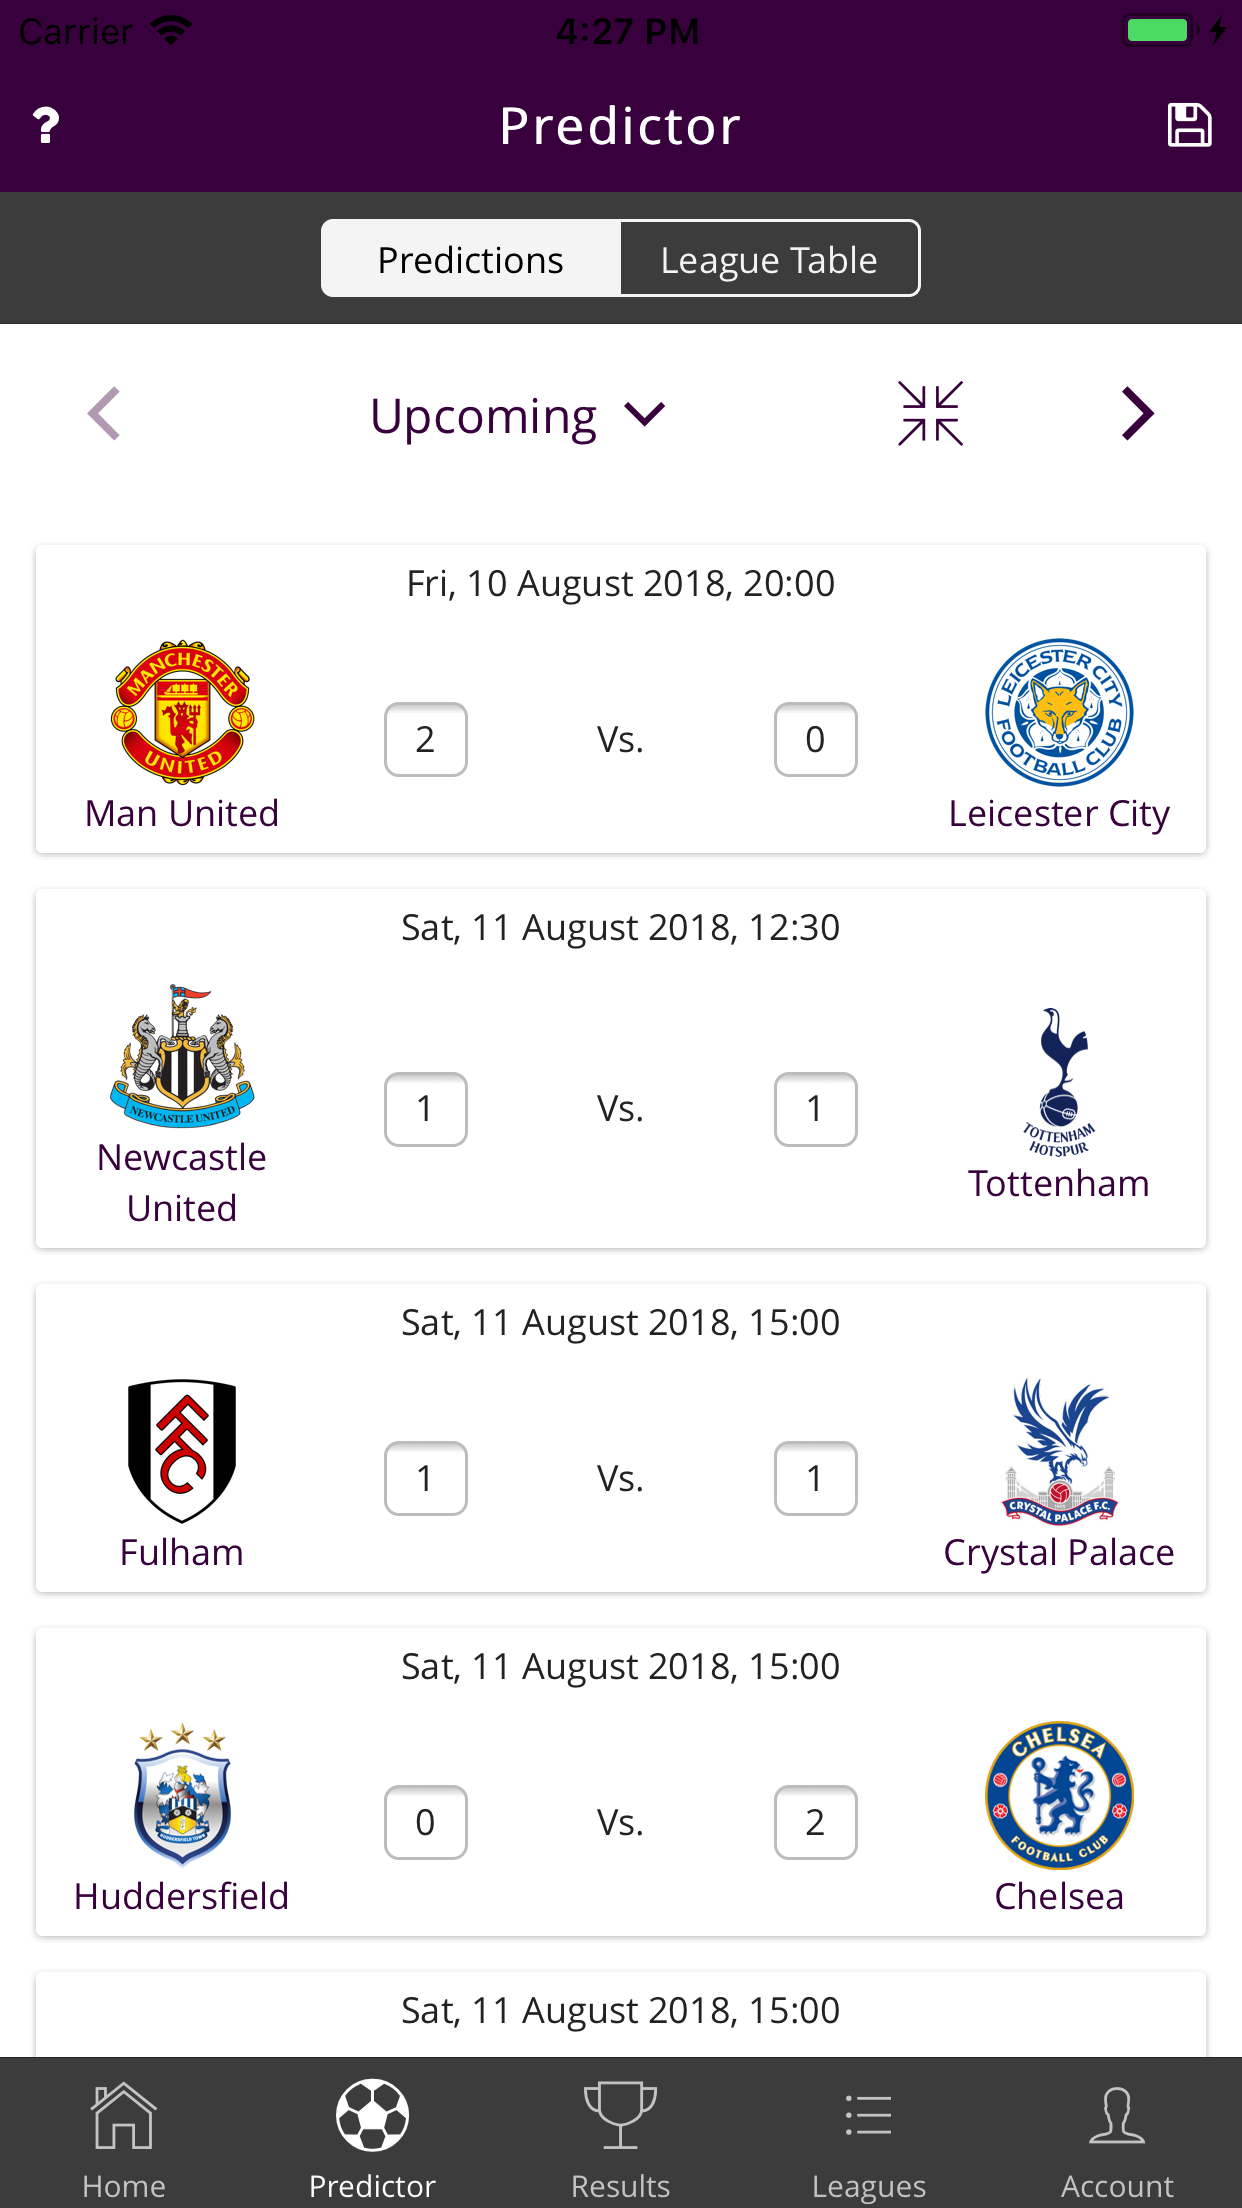 Carrier 4:27 PM
? Predictor
Predictions League Table
Upcoming
Fri, 10 August 2018, 20:00
MANCHESTER
UNITED
LEICESTER CITY
FOOTBALL CLUB
2 Vs. 0
Man United Leicester City
Sat, 11 August 2018, 12:30
NEWCASTLE UNITED
TOTTENHAM
HOTSPUR
1 Vs. 1
Newcastle
United
Tottenham
Sat, 11 August 2018, 15:00
FFC
CRYSTAL PALACE F.C.
1 Vs. 1
Fulham Crystal Palace
Sat, 11 August 2018, 15:00
HUDDERSFIELD TOWN
CHELSEA
FOOTBALL CLUB
0 Vs. 2
Huddersfield Chelsea
Sat, 11 August 2018, 15:00
Home Predictor Results Leagues Account